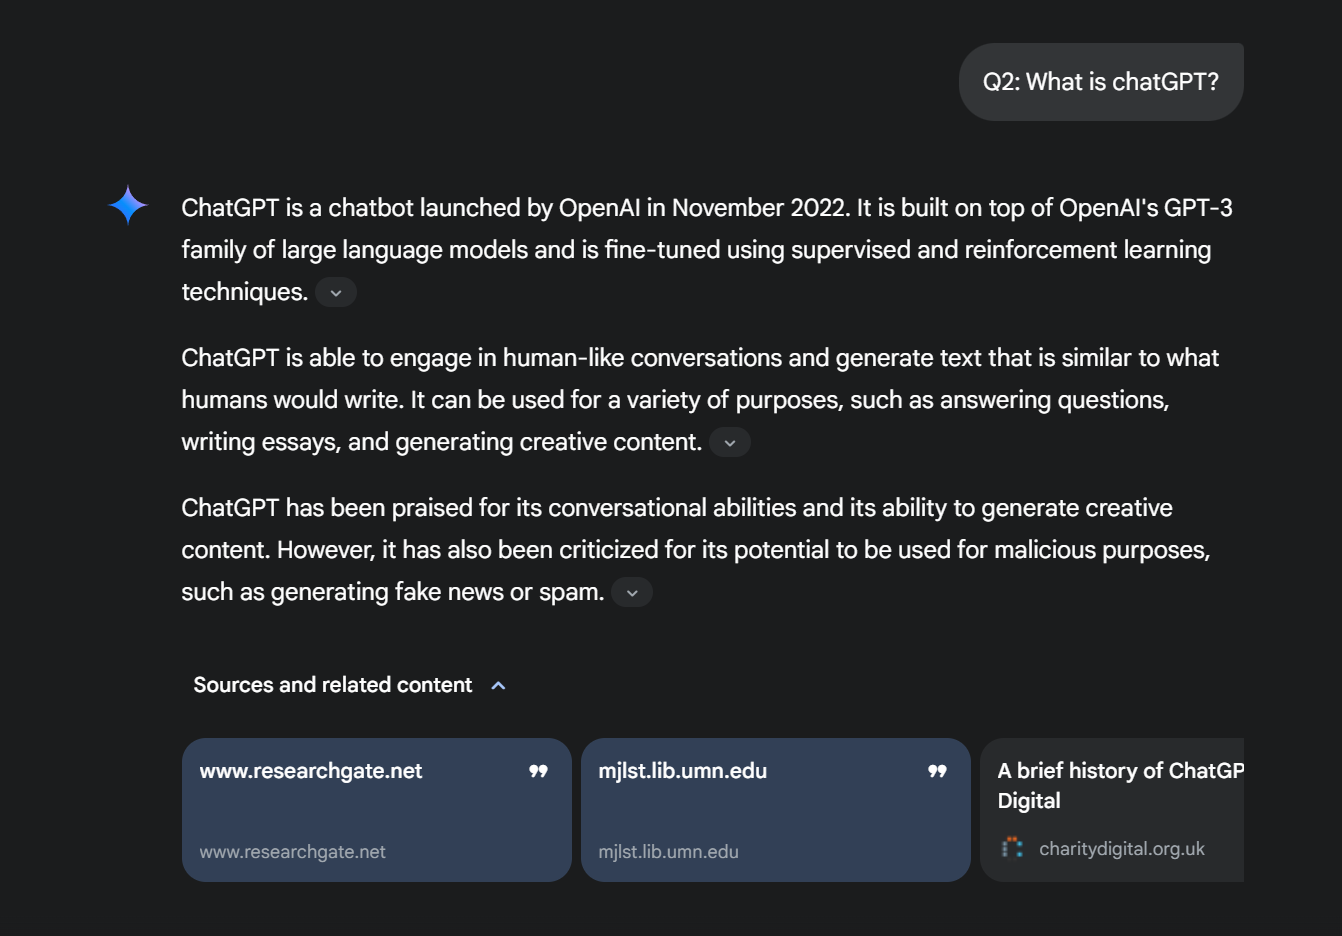 Q2: What is chatGPT?
ChatGPT is a chatbot launched by OpenAI in November 2022. It is built on top of OpenAI's GPT-3
family of large language models and is fine-tuned using supervised and reinforcement learning
techniques.
ChatGPT is able to engage in human-like conversations and generate text that is similar to what
humans would write. It can be used for a variety of purposes, such as answering questions,
writing essays, and generating creative content.
ChatGPT has been praised for its conversational abilities and its ability to generate creative
content. However, it has also been criticized for its potential to be used for malicious purposes,
such as generating fake news or spam.
Sources and related content
www.researchgate.net
www.researchgate.net
mjlst.lib.umn.edu
mjlst.lib.umn.edu
A brief history of ChatGP
Digital
charitydigital.org.uk